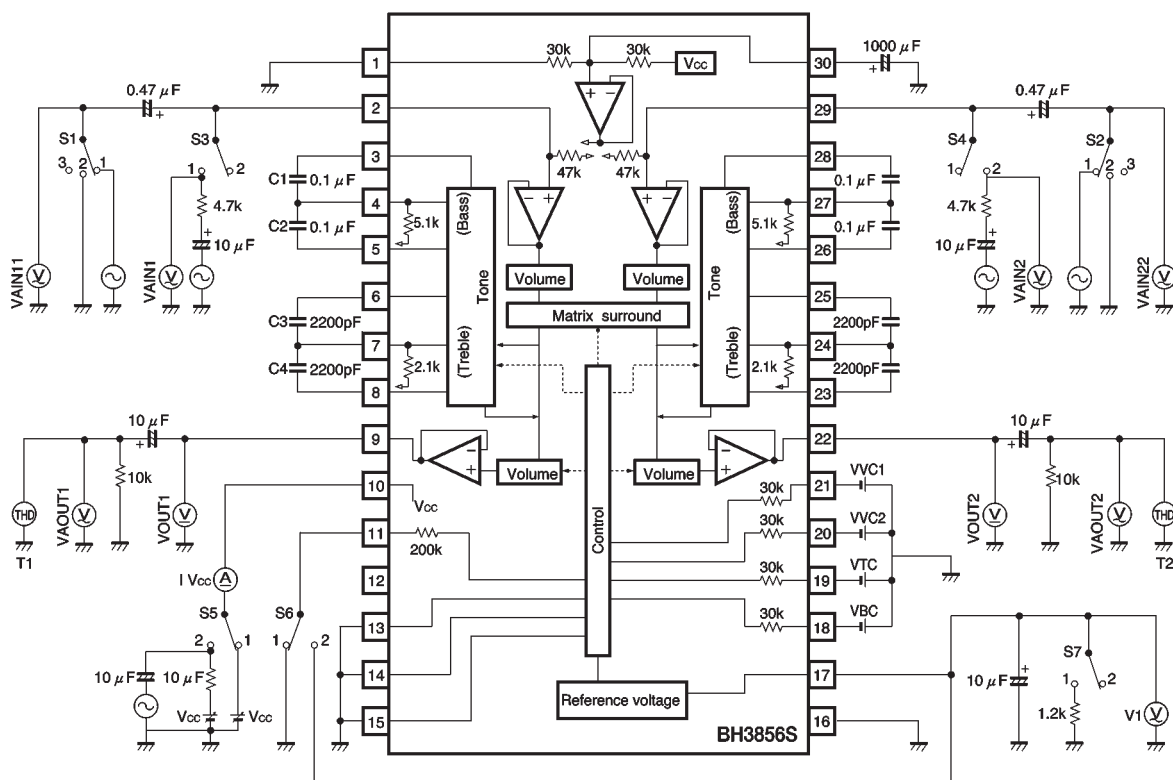 30k 30k Vcc 1000 μF +
1 30
0.47 μF + 0.47 μF +
2 29
S1 S3 S4 S2
3 2 1 1 2 1 2 1 2 3
+ − + −
47k 47k
3 28
C1 0.1 μF 0.1 μF
4 27
4.7k 5.1k (Bass) − + + − (Bass) 5.1k 4.7k
C2 0.1 μF 0.1 μF
5 26
+ 10 μF 10 μF +
VAIN11 V VAIN1 V VAIN2 V VAIN22 V
Volume Volume
6 Tone Tone 25
C3 2200pF Matrix surround 2200pF
7 24
C4 2200pF 2.1k (Treble) (Treble) 2.1k 2200pF
8 23
10 μF + 10 μF +
9 − + − + 22
Volume Volume
THD T1 VAOUT1 V 10k VOUT1 V
VOUT2 V 10k VAOUT2 V THD T2
10 Vcc 30k 21 VVC1
11 200k 30k 20 VVC2
I Vcc A 12 Control 30k 19 VTC
S5 S6 13 30k 18 VBC
2 1 1 2
10 μF 10 μF 14 17 10 μF + S7 1 2
Vcc Vcc 15 Reference voltage 16 1.2k V1 V
BH3856S